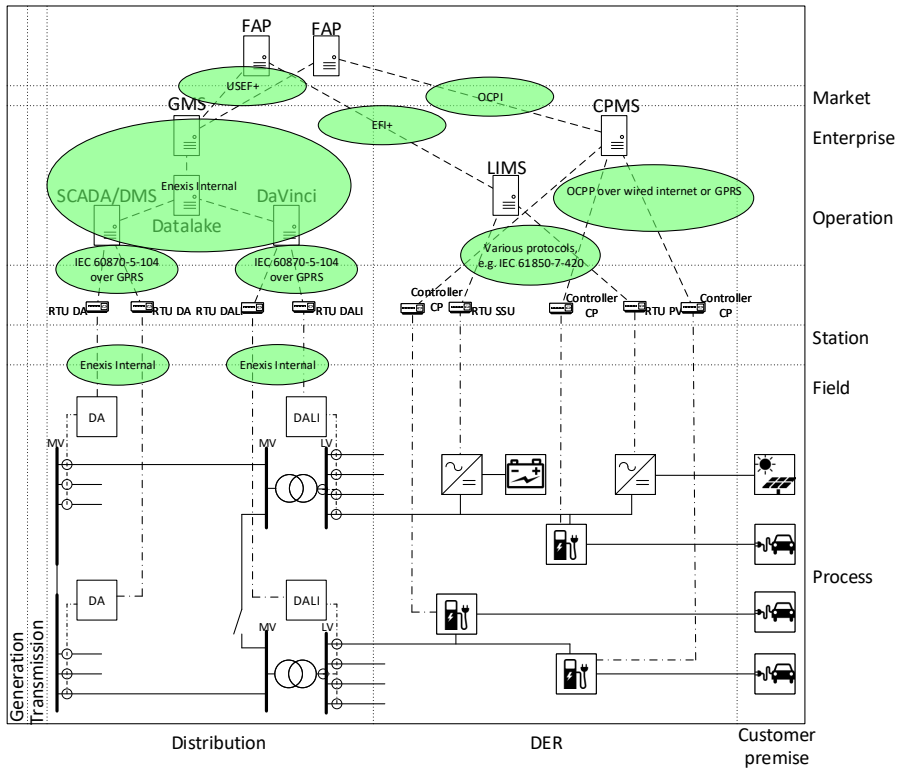 FAP
FAP
USEF+
OCPI
Market
GMS
CPMS
EFI+
Enterprise
LIMS
Enexis Internal
OCPP over wired internet or GPRS
SCADA/DMS
DaVinci
Datalake
Operation
IEC 60870-5-104
over GPRS
IEC 60870-5-104
over GPRS
Various protocols,
e.g. IEC 61850-7-420
RTU DA
RTU DA
RTU DALI
RTU DALI
Controller
CP
RTU SSU
Controller
CP
RTU PV
Controller
CP
Station
Enexis Internal
Enexis Internal
Field
DA
DALI
MV
MV
LV
DA
DALI
Process
MV
LV
Generation
Transmission
Distribution
DER
Customer
premise